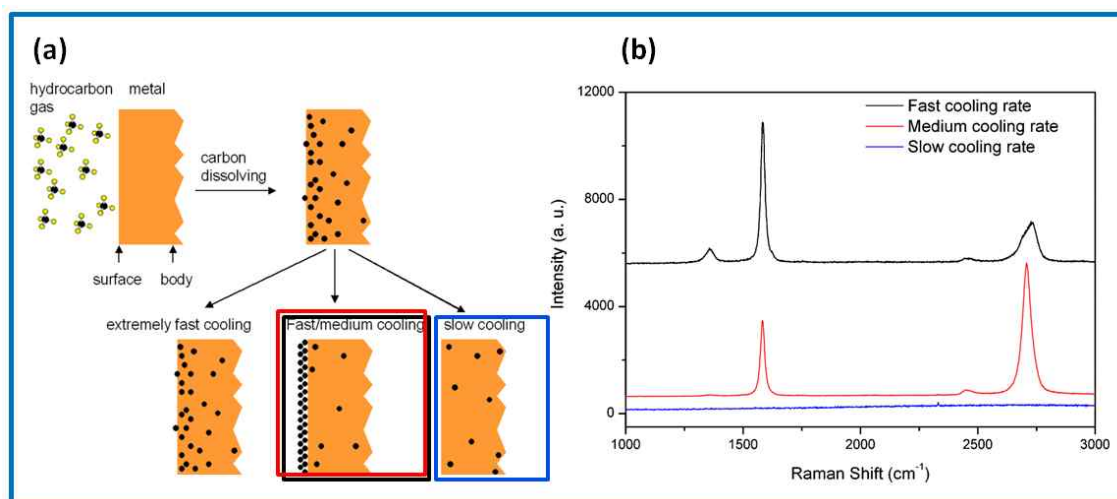 (a)
hydrocarbon
gas
metal
carbon
dissolving
surface
body
extremely fast cooling
Fast/medium cooling
slow cooling
(b)
12000
8000
4000
0
Intensity (a. u.)
Fast cooling rate
Medium cooling rate
Slow cooling rate
1000
1500
2000
2500
3000
Raman Shift (cm⁻¹)